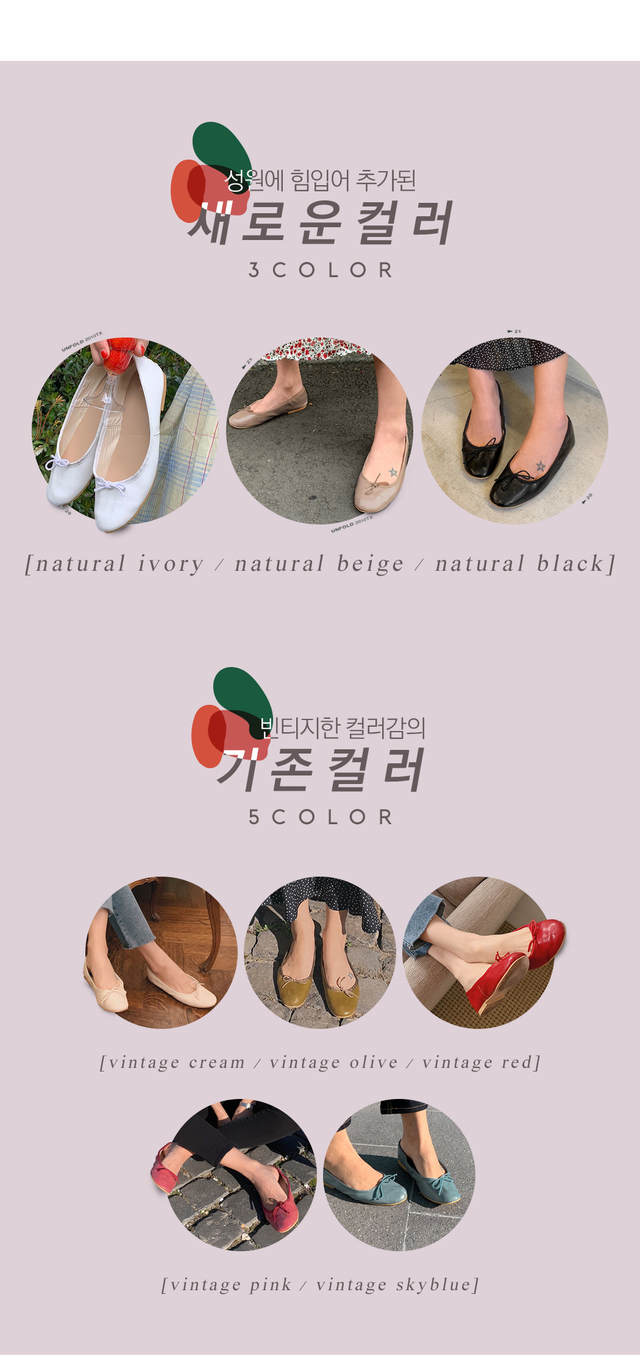 성원에 힘입어 추가된
새로운컬러
3COLOR
UNFOLD
[natural ivory / natural beige / natural black]
빈티지한 컬러감의
기존컬러
5COLOR
[vintage cream / vintage olive / vintage red]
[vintage pink / vintage skyblue]